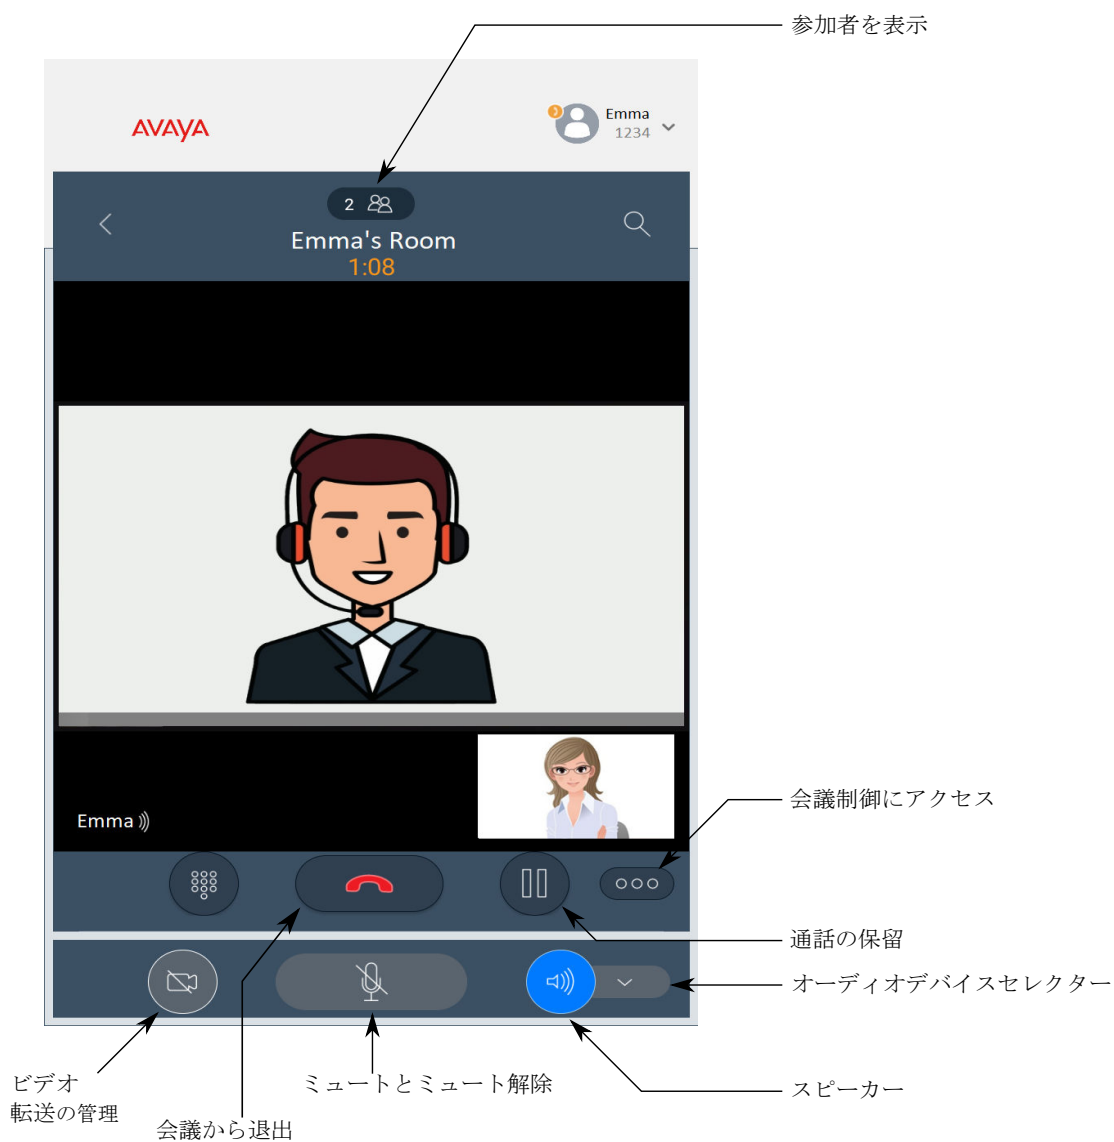 参加者を表示
AVAYA
Emma
1234
2
Emma's Room
1:08
Emma
会議制御にアクセス
通話の保留
オーディオデバイスセレクター
スピーカー
ミュートとミュート解除
ビデオ
転送の管理
会議から退出